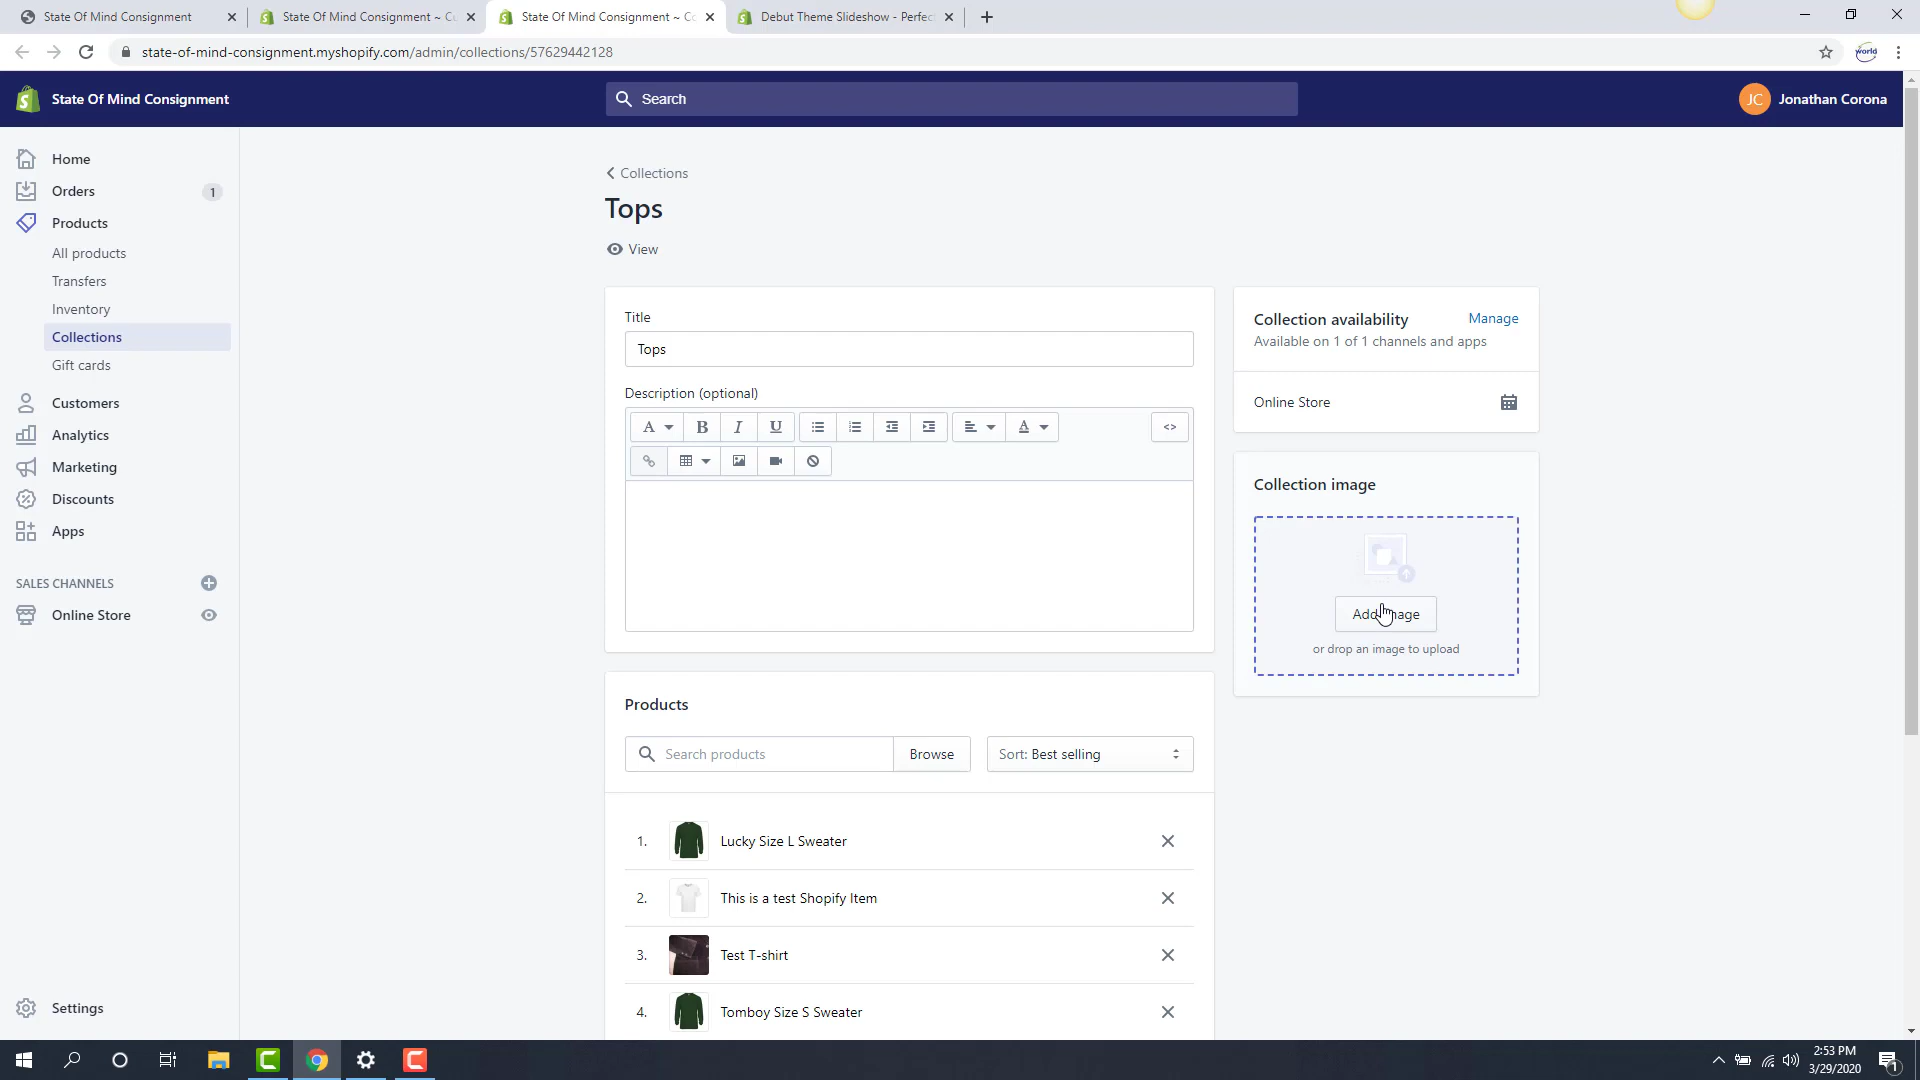 State Of Mind Consignment
State Of Mind Consignment ~ Cu
State Of Mind Consignment ~ Co
Debut Theme Slideshow - Perfec
state-of-mind-consignment.myshopify.com/admin/collections/57629442128
world
State Of Mind Consignment
Search
JC
Jonathan Corona
Home
Orders
1
Products
All products
Transfers
Inventory
Collections
Gift cards
Customers
Analytics
Marketing
Discounts
Apps
SALES CHANNELS
Online Store
Settings
Collections
Tops
View
Title
Tops
Description (optional)
A
B
I
U
A
<>
Products
Search products
Browse
Sort: Best selling
1.
Lucky Size L Sweater
2.
This is a test Shopify Item
3.
Test T-shirt
4.
Tomboy Size S Sweater
Collection availability
Manage
Available on 1 of 1 channels and apps
Online Store
Collection image
Add image
or drop an image to upload
2:53 PM
3/29/2020
1